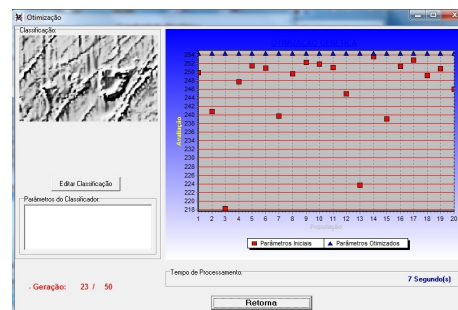 Otimização
Classificação:
Editar Classificação
Parâmetros do Classificador:
- Geração: 23 / 50
254
250
248
246
244
242
240
238
236
234
232
230
228
226
224
222
220
218
Avaliação
1 2 3 4 5 6 7 8 9 10 11 12 13 14 15 16 17 18 19 20
População
Parâmetros Iniciais
Parâmetros Otimizados
Tempo de Processamento:
7 Segundo(s)
Retorna